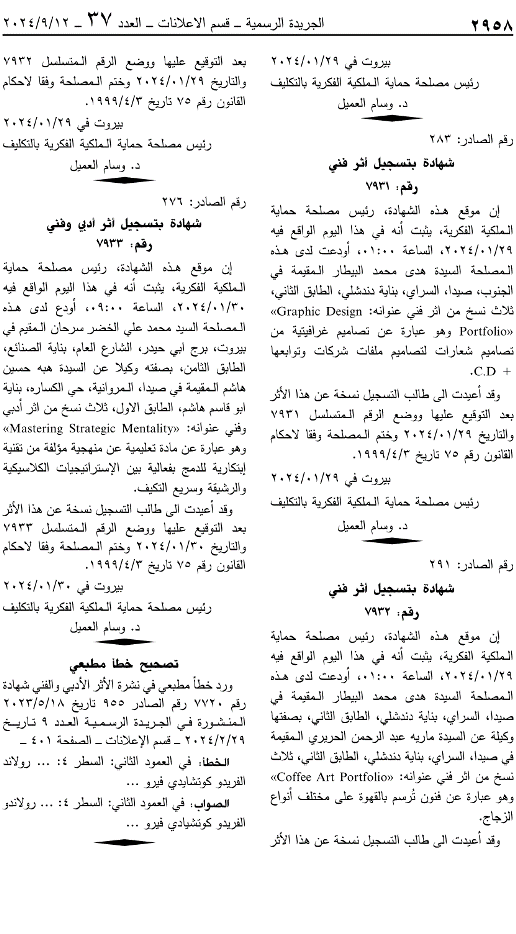 ٢٩٥٨
الجريدة الرسمية ـ قسم الاعلانات ـ العدد ٣٧ ـ ٢٠٢٤/٩/١٢
بيروت في ٢٠٢٤/٠١/٢٩
رئيس مصلحة حماية الملكية الفكرية بالتكليف
د. وسام العميل
رقم الصادر: ٢٨٣
شهادة بتسجيل أثر فني
رقم: ٧٩٣١
إن موقع هذه الشهادة، رئيس مصلحة حماية
الملكية الفكرية، يثبت أنه في هذا اليوم الواقع فيه
٢٠٢٤/٠١/٢٩، الساعة ٠١:٠٠، أودعت لدى هذه
المصلحة السيدة هدى محمد البيطار المقيمة في
الجنوب، صيدا، السراي، بناية دندشلي، الطابق الثاني،
ثلاث نسخ من اثر فني عنوانه: «Graphic Design
Portfolio» وهو عبارة عن تصاميم غرافيتية من
تصاميم شعارات لتصاميم ملفات شركات وتوابعها
+ C.D.
وقد أعيدت الى طالب التسجيل نسخة عن هذا الأثر
بعد التوقيع عليها ووضع الرقم المتسلسل ٧٩٣١
والتاريخ ٢٠٢٤/٠١/٢٩ وختم المصلحة وفقا لاحكام
القانون رقم ٧٥ تاريخ ١٩٩٩/٤/٣.
بيروت في ٢٠٢٤/٠١/٢٩
رئيس مصلحة حماية الملكية الفكرية بالتكليف
د. وسام العميل
رقم الصادر: ٢٩١
شهادة بتسجيل أثر فني
رقم: ٧٩٣٢
إن موقع هذه الشهادة، رئيس مصلحة حماية
الملكية الفكرية، يثبت أنه في هذا اليوم الواقع فيه
٢٠٢٤/٠١/٢٩، الساعة ٠١:٠٠، أودعت لدى هذه
المصلحة السيدة هدى محمد البيطار المقيمة في
صيدا، السراي، بناية دندشلي، الطابق الثاني، بصفتها
وكيلة عن السيدة ماريه عبد الرحمن الحريري المقيمة
في صيدا، السراي، بناية دندشلي، الطابق الثاني، ثلاث
نسخ من اثر فني عنوانه: «Coffee Art Portfolio»
وهو عبارة عن فنون تُرسم بالقهوة على مختلف أنواع
الزجاج.
وقد أعيدت الى طالب التسجيل نسخة عن هذا الأثر
بعد التوقيع عليها ووضع الرقم المتسلسل ٧٩٣٢
والتاريخ ٢٠٢٤/٠١/٢٩ وختم المصلحة وفقا لاحكام
القانون رقم ٧٥ تاريخ ١٩٩٩/٤/٣.
بيروت في ٢٠٢٤/٠١/٢٩
رئيس مصلحة حماية الملكية الفكرية بالتكليف
د. وسام العميل
رقم الصادر: ٢٧٦
شهادة بتسجيل أثر أدبي وفني
رقم: ٧٩٣٣
إن موقع هذه الشهادة، رئيس مصلحة حماية
الملكية الفكرية، يثبت أنه في هذا اليوم الواقع فيه
٢٠٢٤/٠١/٣٠، الساعة ٠٩:٠٠، أودع لدى هذه
المصلحة السيد محمد علي الخضر سرحان المقيم في
بيروت، برج ابي حيدر، الشارع العام، بناية الصنائع،
الطابق الثامن، بصفته وكيلا عن السيدة هبه حسين
هاشم المقيمة في صيدا، المروانية، حي الكساره، بناية
ابو قاسم هاشم، الطابق الاول، ثلاث نسخ من اثر أدبي
وفني عنوانه: «Mastering Strategic Mentality»
وهو عبارة عن مادة تعليمية عن منهجية مؤلفة من تقنية
إبتكارية للدمج بفعالية بين الإستراتيجيات الكلاسيكية
والرشيقة وسريع التكيف.
وقد أعيدت الى طالب التسجيل نسخة عن هذا الأثر
بعد التوقيع عليها ووضع الرقم المتسلسل ٧٩٣٣
والتاريخ ٢٠٢٤/٠١/٣٠ وختم المصلحة وفقا لاحكام
القانون رقم ٧٥ تاريخ ١٩٩٩/٤/٣.
بيروت في ٢٠٢٤/٠١/٣٠
رئيس مصلحة حماية الملكية الفكرية بالتكليف
د. وسام العميل
تصحيح خطأ مطبعي
ورد خطأ مطبعي في نشرة الأثر الأدبي والفني شهادة
رقم ٧٧٢٠ رقم الصادر ٩٥٥ تاريخ ٢٠٢٣/٥/١٨
المنشورة في الجريدة الرسمية العدد ٩ تاريخ
٢٠٢٤/٢/٢٩ ـ قسم الإعلانات ـ الصفحة ٤٠١ ـ
الخطأ: في العمود الثاني: السطر ٤: ... رولاند
الفريدو كوتشايدي فيرو ...
الصواب: في العمود الثاني: السطر ٤: ... رولاندو
الفريدو كوتشيادي فيرو ...